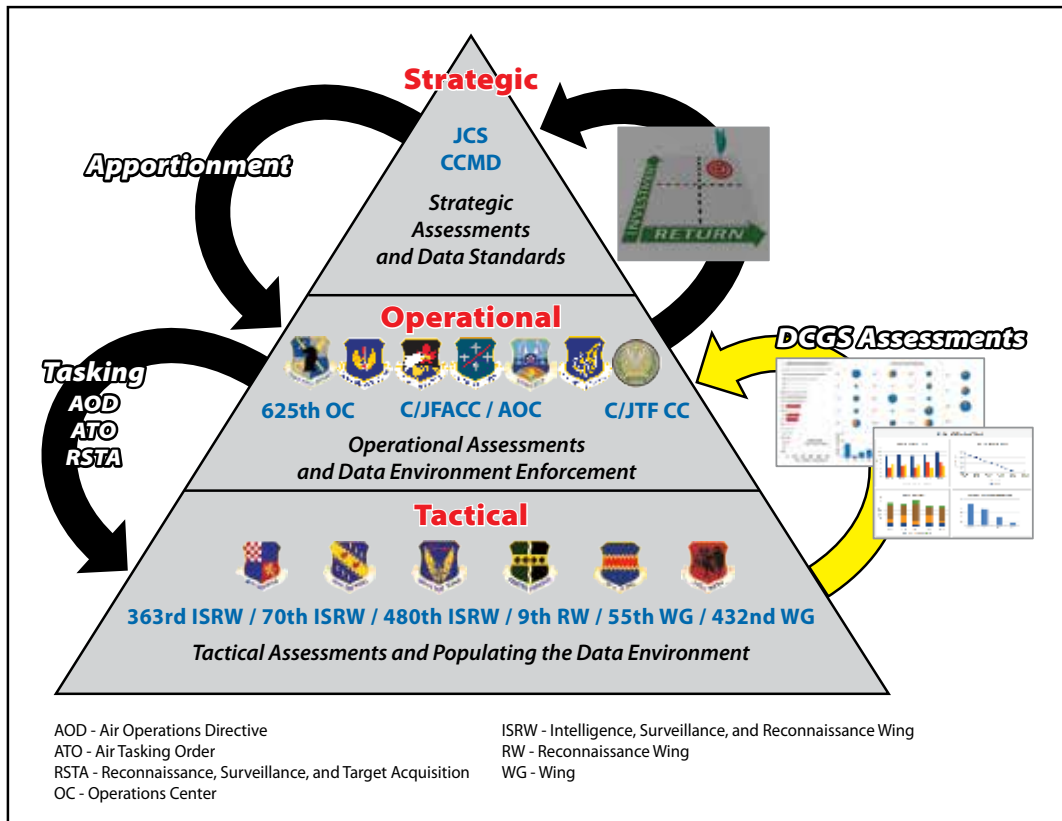 Strategic
JCS
CCMD
Strategic
Assessments
and Data Standards
Apportionment
INVESTMENT
RETURN
Operational
625th OC
C/JFACC / AOC
C/JTF CC
Operational Assessments
and Data Environment Enforcement
Tasking
AOD
ATO
RSTA
DCGS Assessments
Tactical
363rd ISRW / 70th ISRW / 480th ISRW / 9th RW / 55th WG / 432nd WG
Tactical Assessments and Populating the Data Environment
AOD - Air Operations Directive
ATO - Air Tasking Order
RSTA - Reconnaissance, Surveillance, and Target Acquisition
OC - Operations Center
ISRW - Intelligence, Surveillance, and Reconnaissance Wing
RW - Reconnaissance Wing
WG - Wing